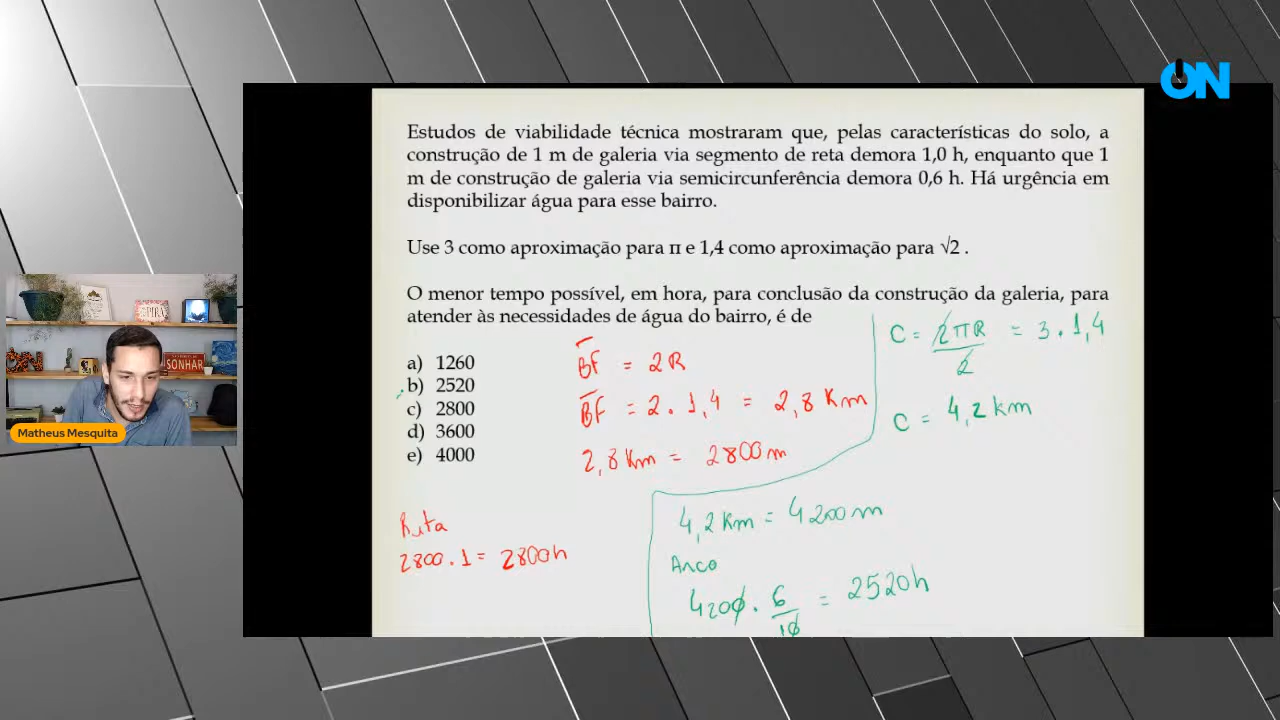 ON
Estudos de viabilidade técnica mostraram que, pelas características do solo, a
construção de 1 m de galeria via segmento de reta demora 1,0 h, enquanto que 1
m de construção de galeria via semicircunferência demora 0,6 h. Há urgência em
disponibilizar água para esse bairro.
Use 3 como aproximação para π e 1,4 como aproximação para √2 .
O menor tempo possível, em hora, para conclusão da construção da galeria, para
atender às necessidades de água do bairro, é de
a) 1260
b) 2520
c) 2800
d) 3600
e) 4000
BF = 2R
BF = 2 . 1,4 = 2,8 Km
2,8 Km = 2800 m
C = 2πR / 2 = 3 . 1,4
C = 4,2 km
Reta
2800 . 1 = 2800h
4,2 Km = 4200 m
Arco
4200 . 6/10 = 2520 h
SONHAR
Matheus Mesquita